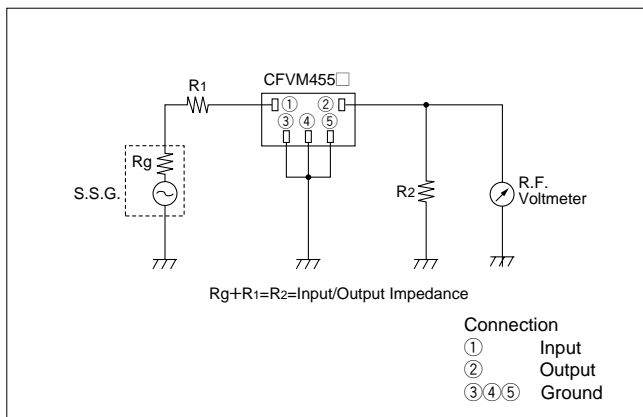 CFVM455□
R1
① ②
③ ④ ⑤
Rg
S.S.G.
R2
R.F.
Voltmeter
Rg+R1=R2=Input/Output Impedance
Connection
① Input
② Output
③④⑤ Ground